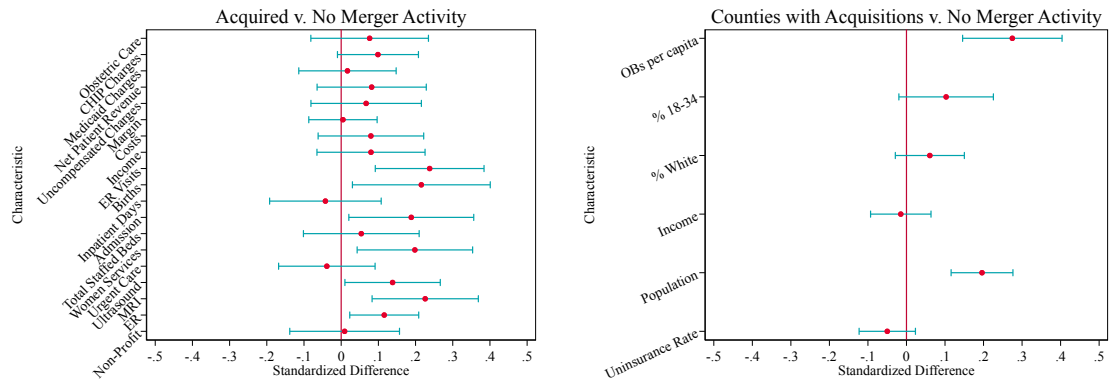 Acquired v. No Merger Activity
Characteristic
Obstetric Care
CHIP Charges
Medicaid Charges
Net Patient Revenue
Uncompensated Charges
Margin
Costs
Income
ER Visits
Births
Inpatient Days
Admission
Total Staffed Beds
Women Services
Urgent Care
Ultrasound
MRI
ER
Non-Profit
-.5 -.4 -.3 -.2 -.1 0 .1 .2 .3 .4 .5
Standardized Difference
Counties with Acquisitions v. No Merger Activity
Characteristic
OBs per capita
% 18-34
% White
Income
Population
Uninsurance Rate
-.5 -.4 -.3 -.2 -.1 0 .1 .2 .3 .4 .5
Standardized Difference